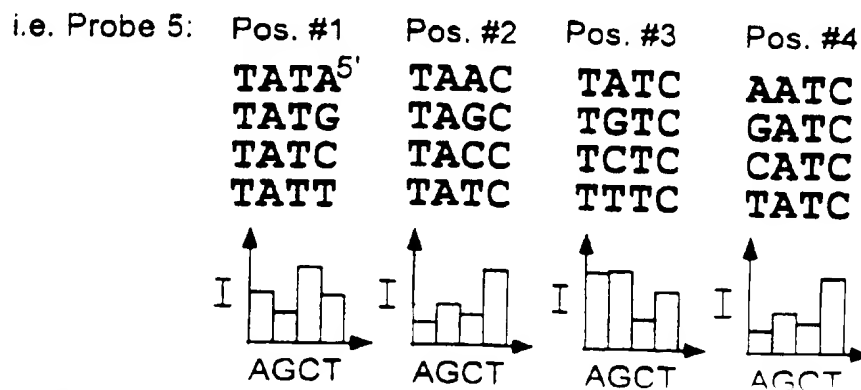 i.e. Probe 5: Pos. #1 Pos. #2 Pos. #3 Pos. #4
TATA5' TAAC TATC AATC
TATG TAGC TGTC GATC
TATC TACC TCTC CATC
TATT TATC TTTC TATC
I I I I
AGCT AGCT AGCT AGCT